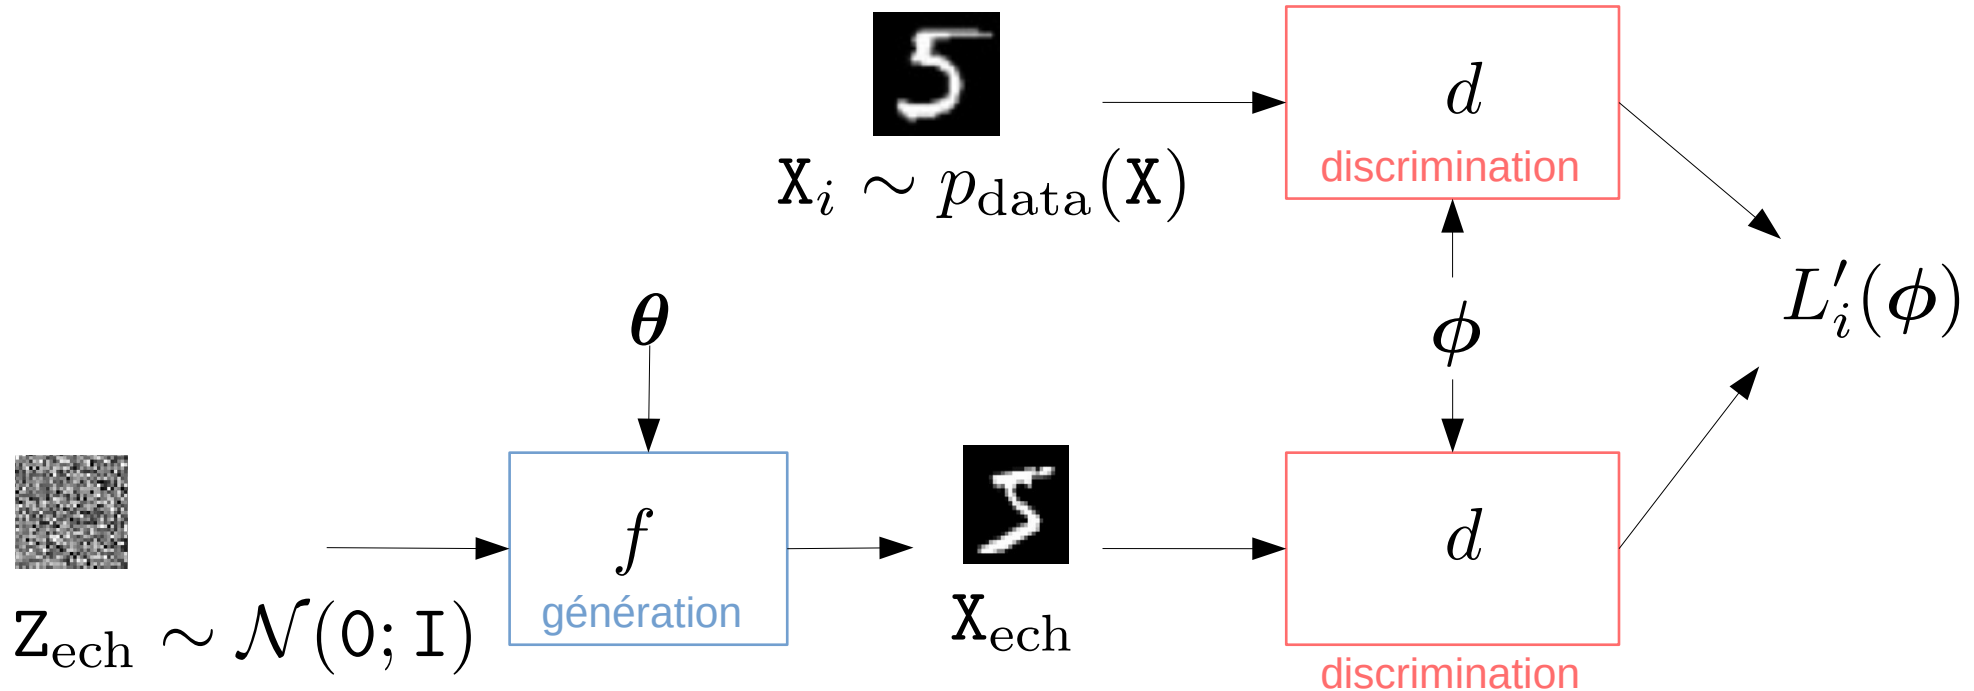 d
discrimination
X_i ∼ p_data(X)
θ
ϕ
L'_i(ϕ)
f
génération
d
Z_ech ∼ 𝒩(0; I)
X_ech
discrimination